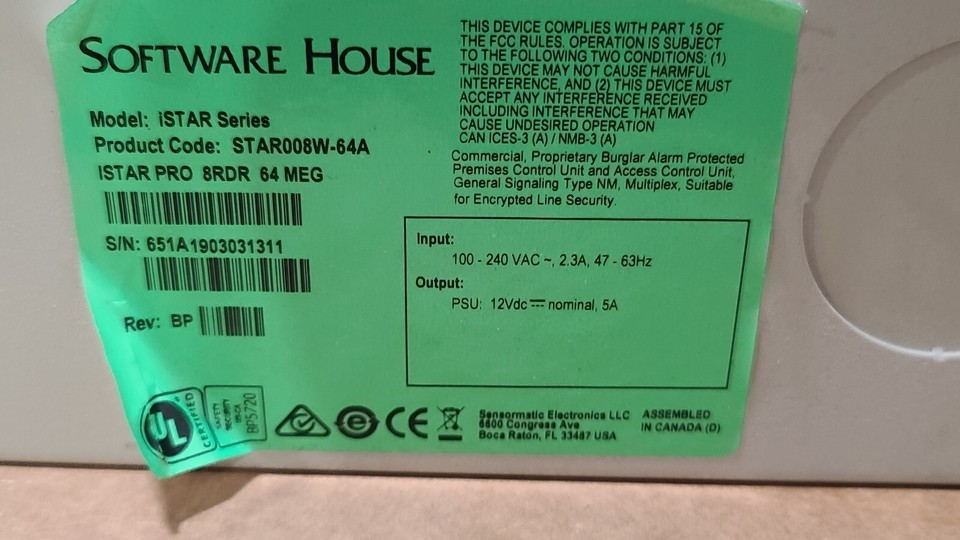 SOFTWARE HOUSE
Model: iSTAR Series
Product Code: STAR008W-64A
ISTAR PRO 8RDR 64 MEG
S/N: 651A1903031311
Rev: BP
THIS DEVICE COMPLIES WITH PART 15 OF
THE FCC RULES. OPERATION IS SUBJECT
TO THE FOLLOWING TWO CONDITIONS: (1)
THIS DEVICE MAY NOT CAUSE HARMFUL
INTERFERENCE, AND (2) THIS DEVICE MUST
ACCEPT ANY INTERFERENCE RECEIVED
INCLUDING INTERFERENCE THAT MAY
CAUSE UNDESIRED OPERATION
CAN ICES-3 (A) / NMB-3 (A)
Commercial, Proprietary Burglar Alarm Protected
Premises Control Unit and Access Control Unit,
General Signaling Type NM, Multiplex, Suitable
for Encrypted Line Security.
Input:
100 - 240 VAC ~, 2.3A, 47 - 63Hz
Output:
PSU: 12Vdc ⎓ nominal, 5A
UL
CERTIFIED
SAFETY
SECURITY
US-CA
BP5720
e
CE
Sensormatic Electronics LLC
6600 Congress Ave
Boca Raton, FL 33487 USA
ASSEMBLED
IN CANADA (D)